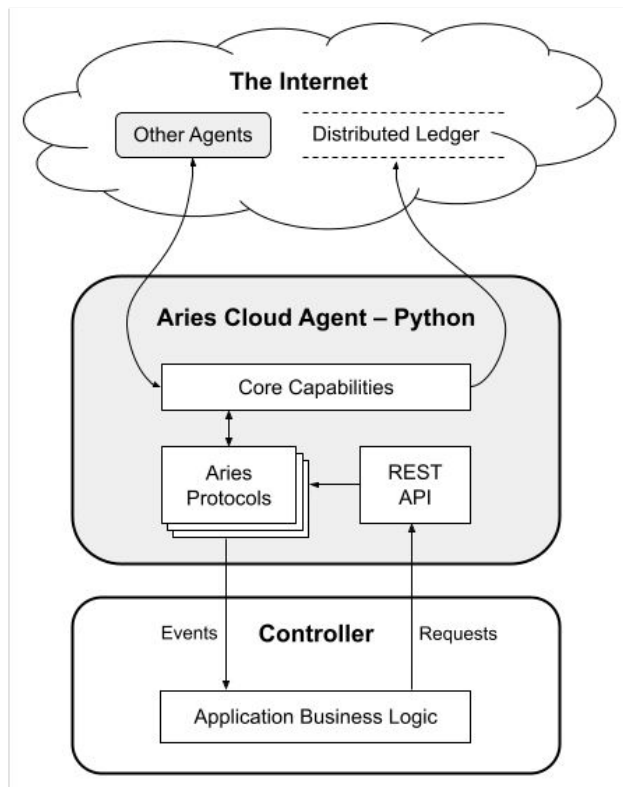 The Internet
Other Agents
Distributed Ledger
Aries Cloud Agent – Python
Core Capabilities
Aries
Protocols
REST
API
Events
Controller
Requests
Application Business Logic